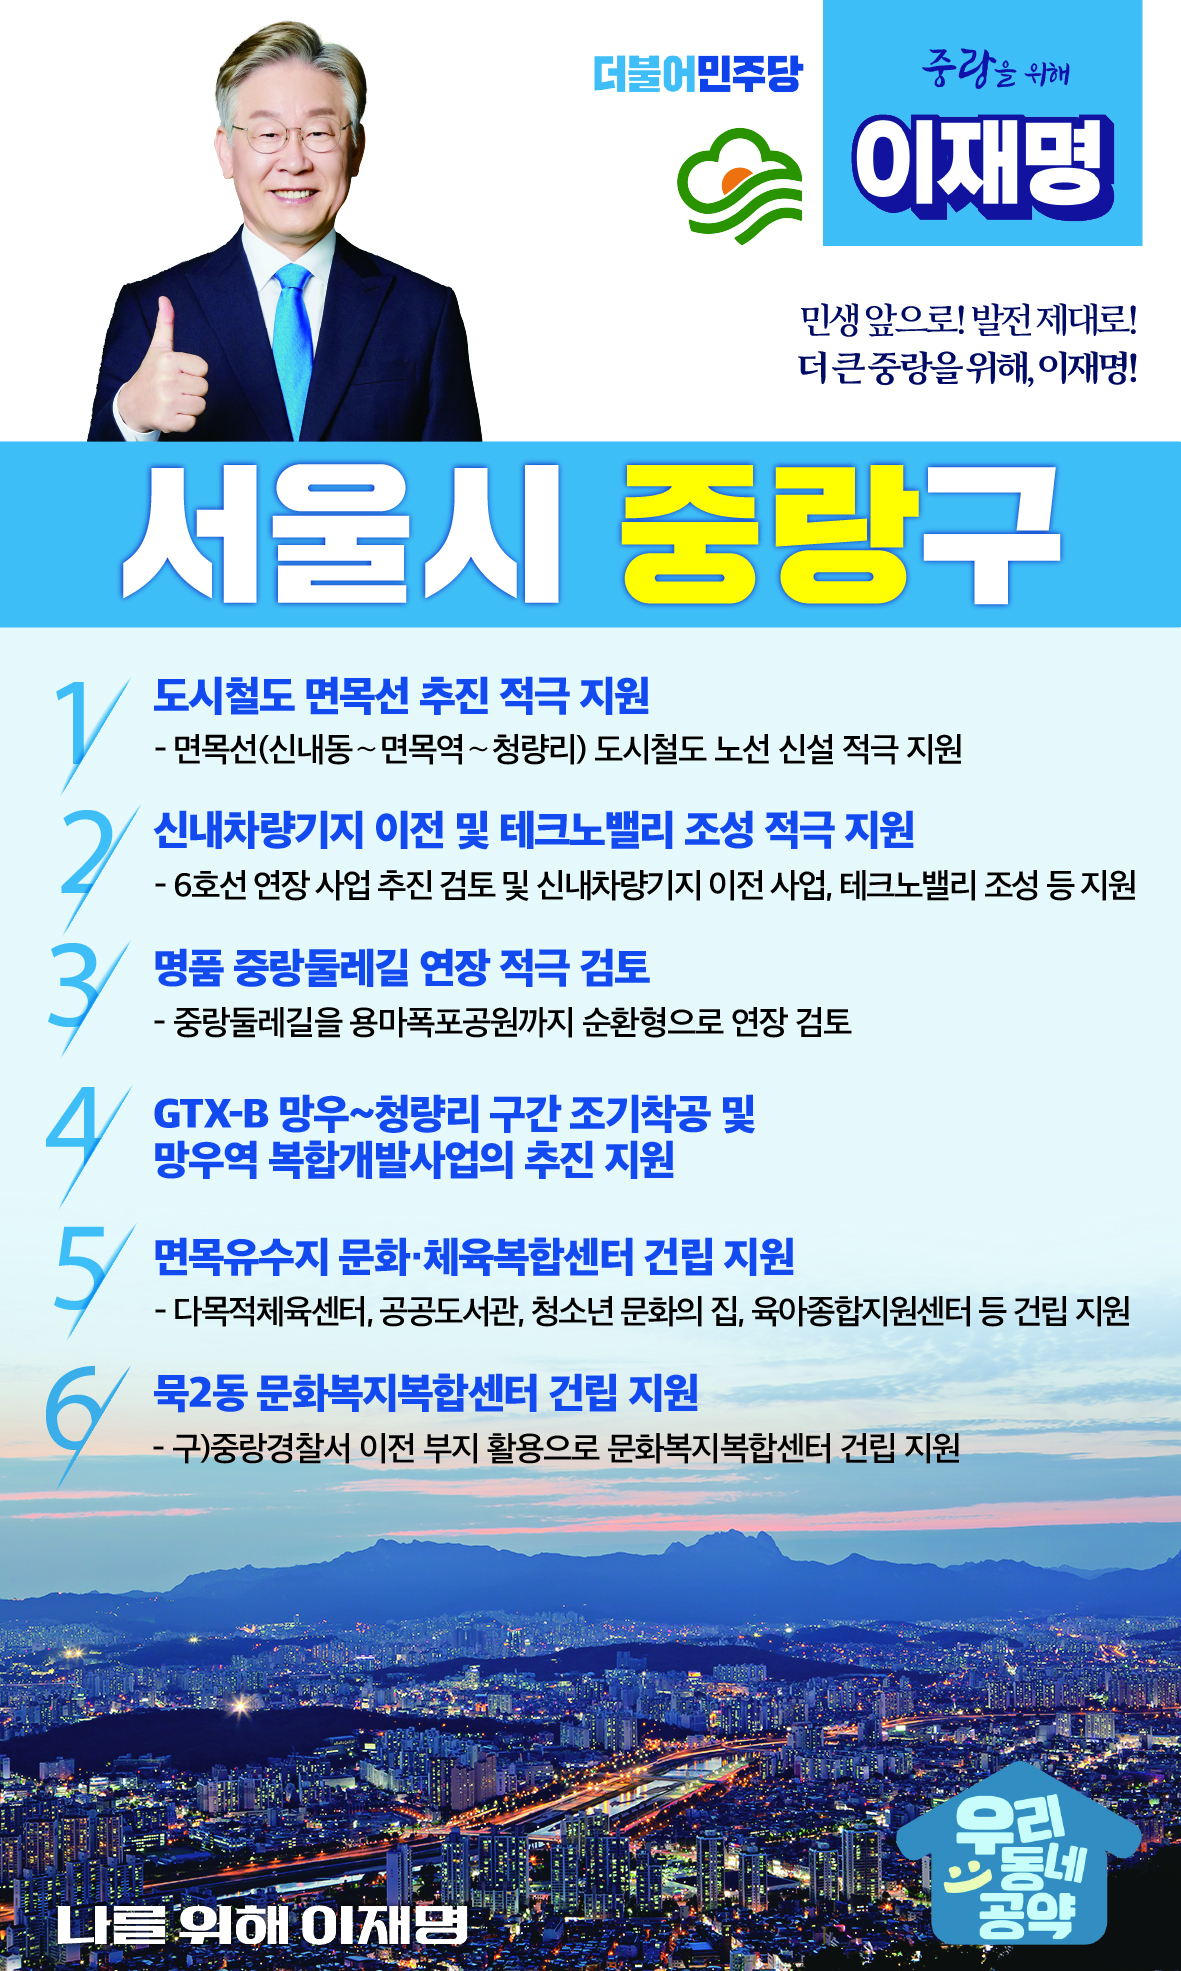 더불어민주당
중랑을 위해
이재명
민생 앞으로! 발전 제대로!
더 큰 중랑을 위해, 이재명!
서울시 중랑구
1 도시철도 면목선 추진 적극 지원
- 면목선(신내동~면목역~청량리) 도시철도 노선 신설 적극 지원
2 신내차량기지 이전 및 테크노밸리 조성 적극 지원
- 6호선 연장 사업 추진 검토 및 신내차량기지 이전 사업, 테크노밸리 조성 등 지원
3 명품 중랑둘레길 연장 적극 검토
- 중랑둘레길을 용마폭포공원까지 순환형으로 연장 검토
4 GTX-B 망우~청량리 구간 조기착공 및
망우역 복합개발사업의 추진 지원
5 면목유수지 문화·체육복합센터 건립 지원
- 다목적체육센터, 공공도서관, 청소년 문화의 집, 육아종합지원센터 등 건립 지원
6 묵2동 문화복지복합센터 건립 지원
- 구)중랑경찰서 이전 부지 활용으로 문화복지복합센터 건립 지원
우리
동네
공약
나를 위해 이재명